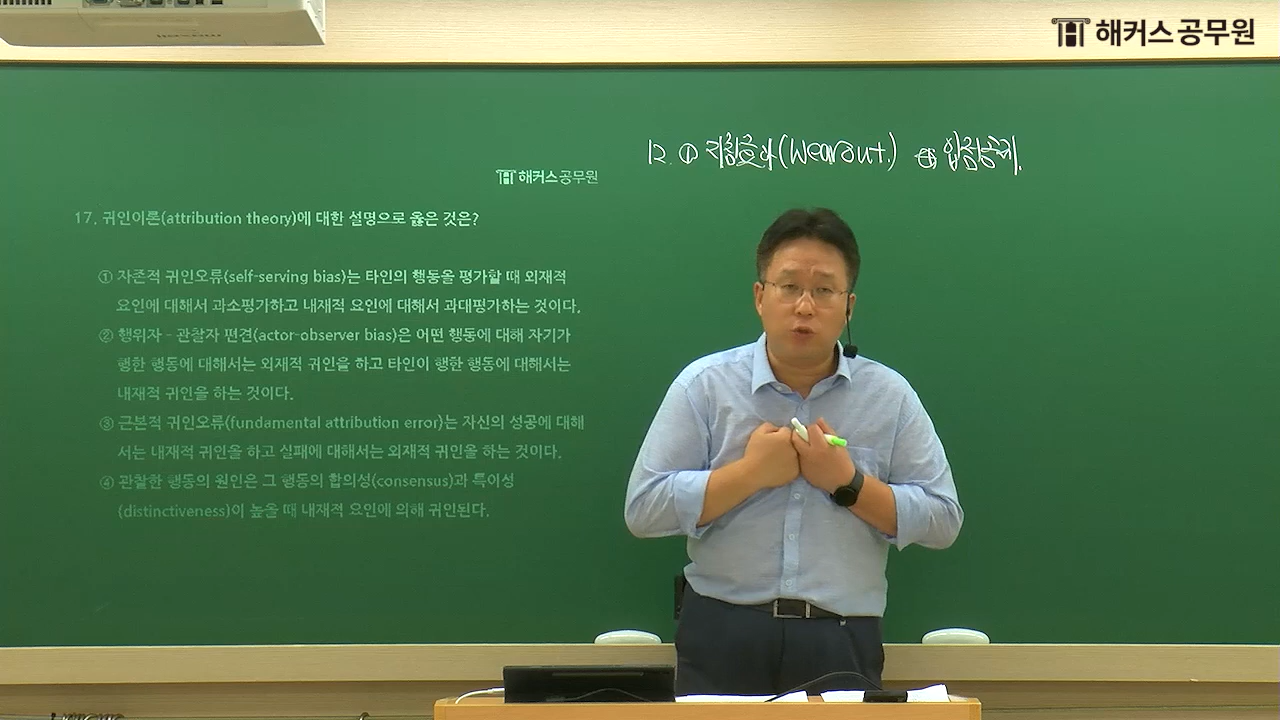 해커스공무원
12. ① 지침효과(Wearout.) ④ 입점공제.
해커스공무원
17. 귀인이론(attribution theory)에 대한 설명으로 옳은 것은?
① 자존적 귀인오류(self-serving bias)는 타인의 행동을 평가할 때 외재적
요인에 대해서 과소평가하고 내재적 요인에 대해서 과대평가하는 것이다.
② 행위자 - 관찰자 편견(actor-observer bias)은 어떤 행동에 대해 자기가
행한 행동에 대해서는 외재적 귀인을 하고 타인이 행한 행동에 대해서는
내재적 귀인을 하는 것이다.
③ 근본적 귀인오류(fundamental attribution error)는 자신의 성공에 대해
서는 내재적 귀인을 하고 실패에 대해서는 외재적 귀인을 하는 것이다.
④ 관찰한 행동의 원인은 그 행동의 합의성(consensus)과 특이성
(distinctiveness)이 높을 때 내재적 요인에 의해 귀인된다.